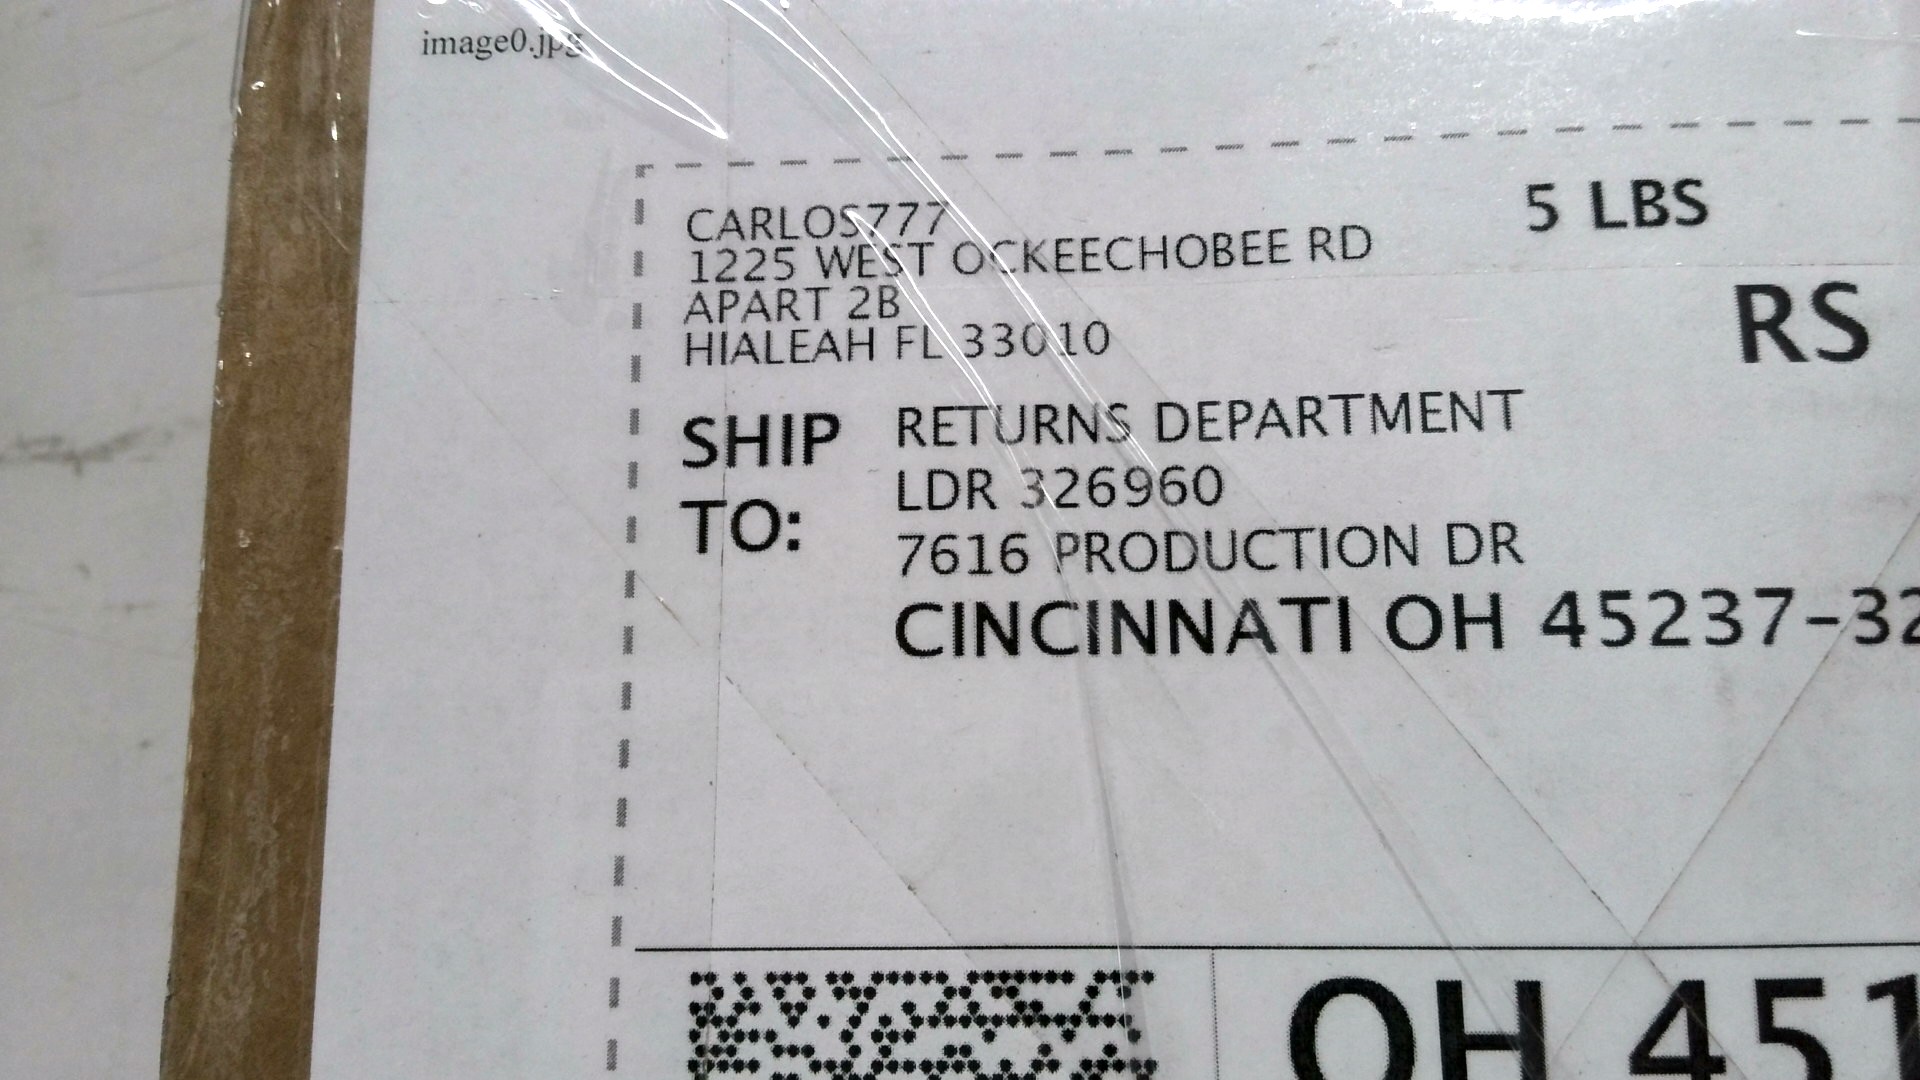 image0.jpg
CARLOS777
1225 WEST OCKEECHOBEE RD
APART 2B
HIALEAH FL 33010
5 LBS
RS
SHIP TO:
RETURNS DEPARTMENT
LDR 326960
7616 PRODUCTION DR
CINCINNATI OH 45237-32
OH 451